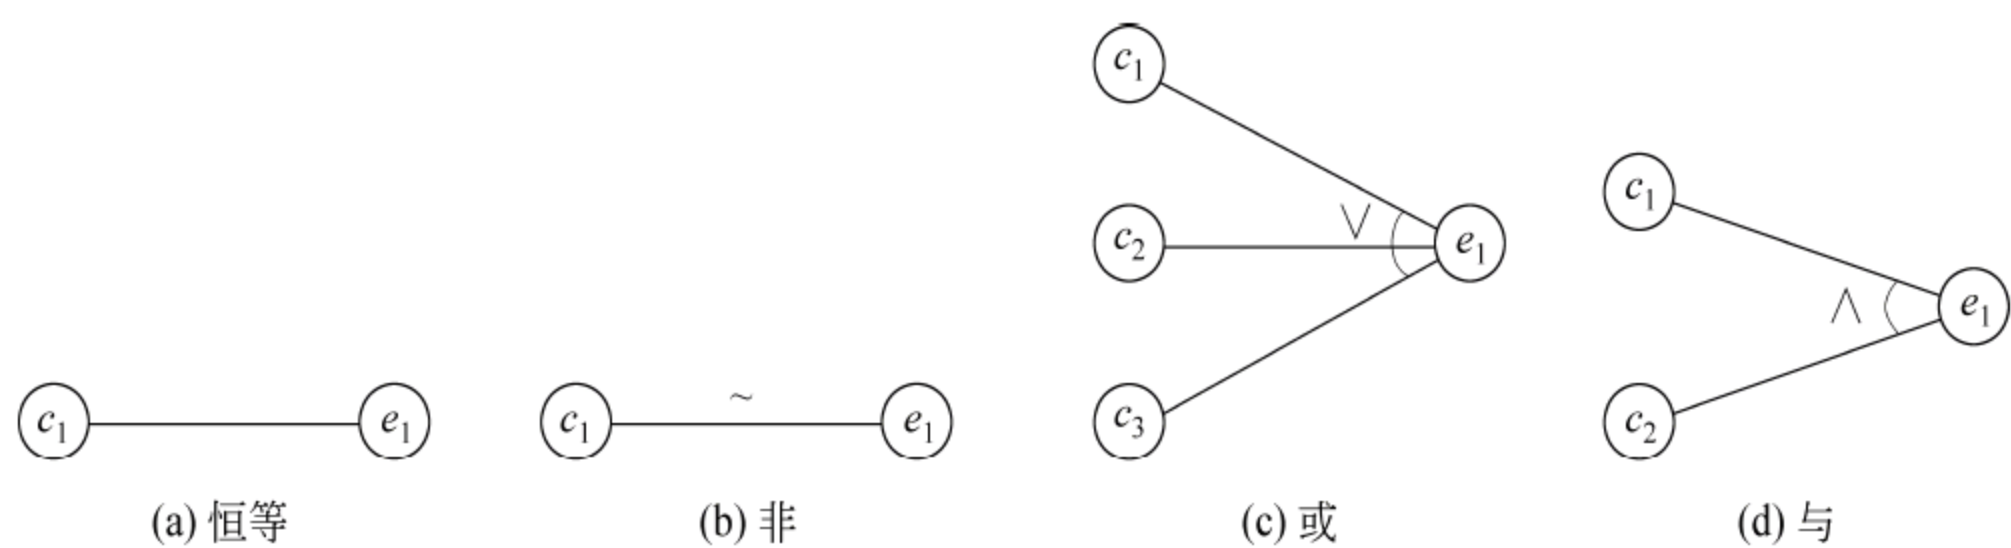 c1 e1
(a) 恒等
c1 ~ e1
(b) 非
c1
c2
c3
∨
e1
(c) 或
c1
c2
∧
e1
(d) 与